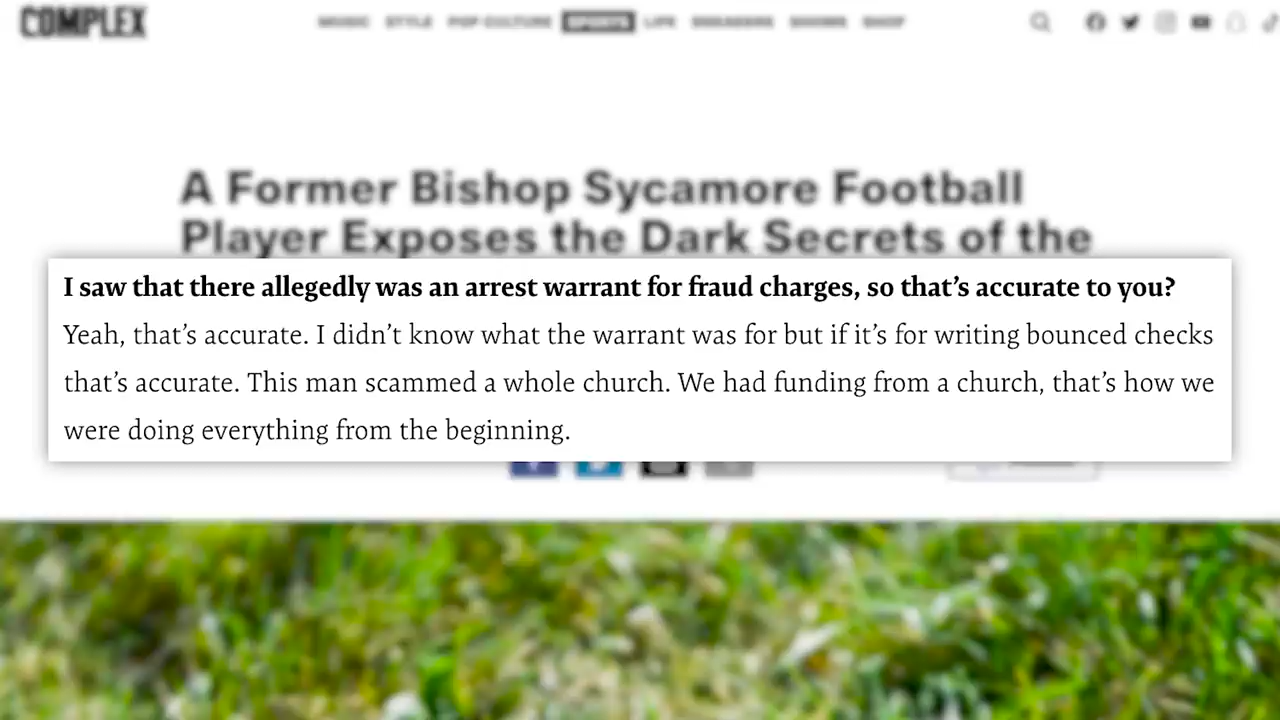 COMPLEX
MUSIC STYLE POP CULTURE SPORTS LIFE SNEAKERS SHOWS SHOP
A Former Bishop Sycamore Football
Player Exposes the Dark Secrets of the
I saw that there allegedly was an arrest warrant for fraud charges, so that’s accurate to you?
Yeah, that’s accurate. I didn’t know what the warrant was for but if it’s for writing bounced checks
that’s accurate. This man scammed a whole church. We had funding from a church, that’s how we
were doing everything from the beginning.